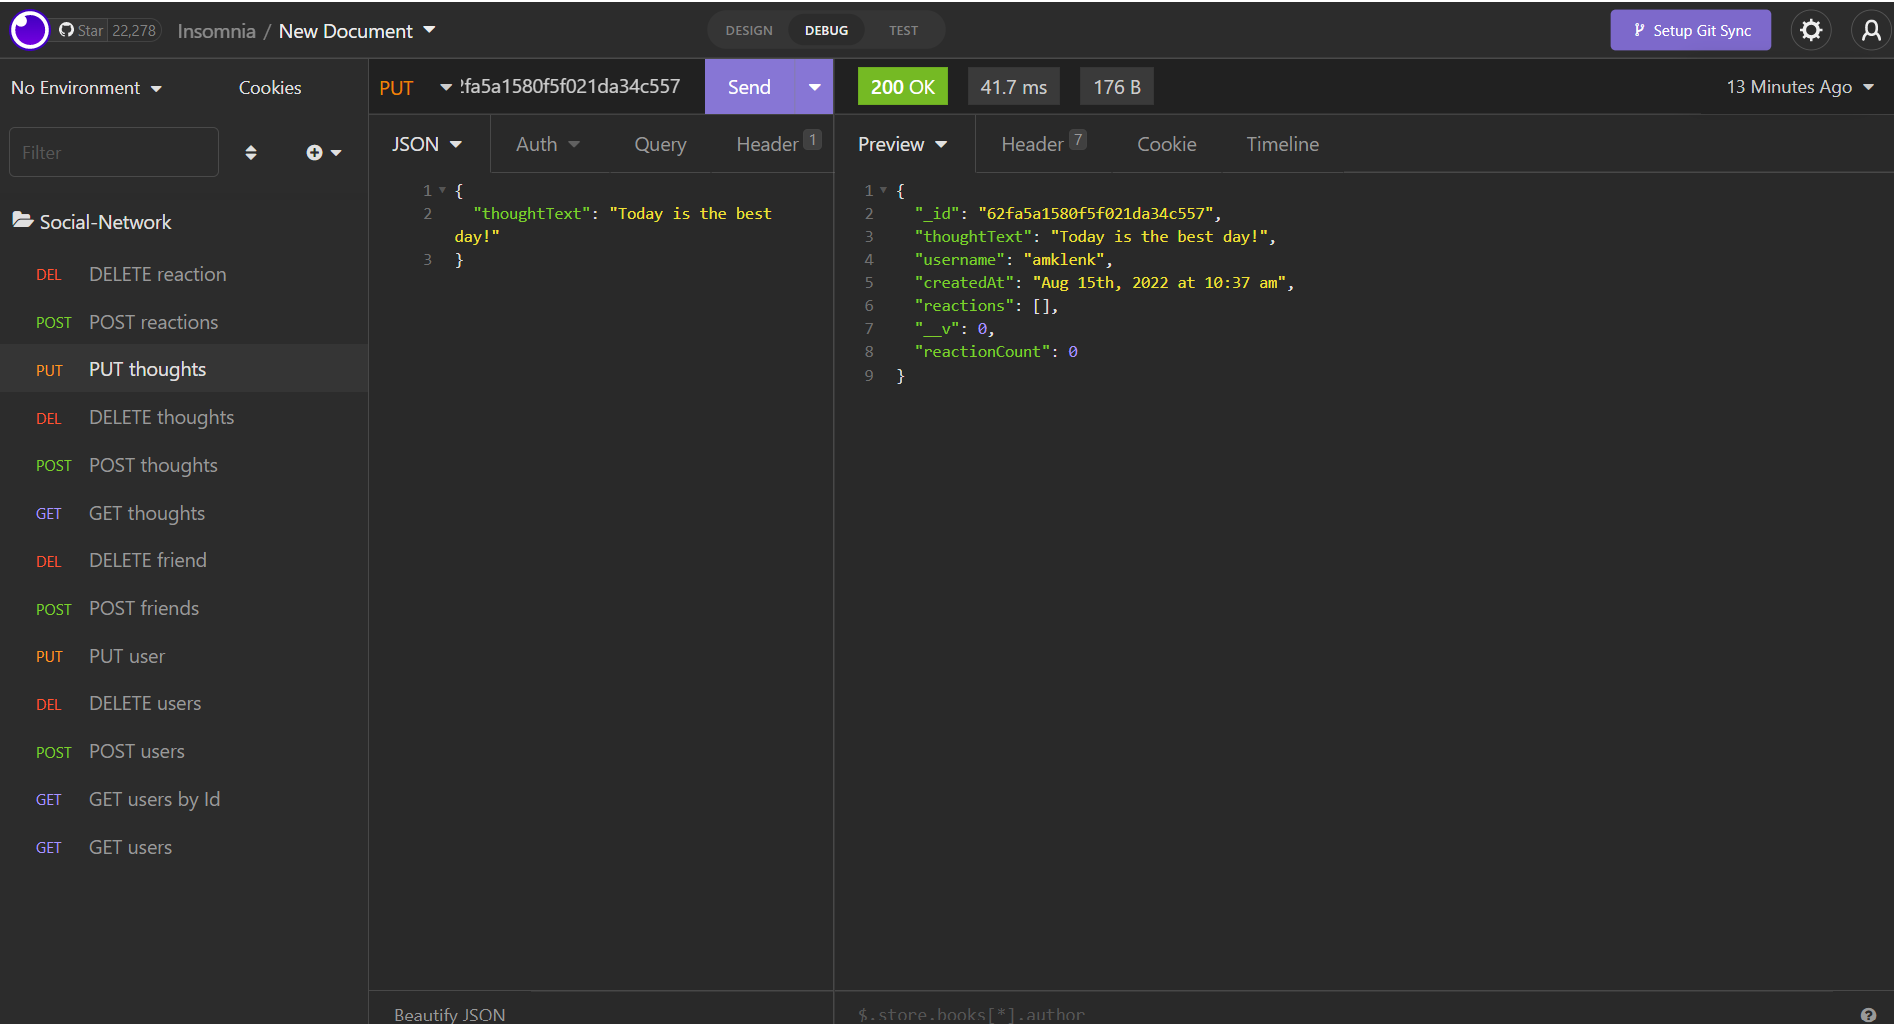 Star 22,278 Insomnia / New Document DESIGN DEBUG TEST Setup Git Sync
No Environment Cookies PUT 2fa5a1580f5f021da34c557 Send 200 OK 41.7 ms 176 B 13 Minutes Ago
Filter
JSON Auth Query Header 1 Preview Header 7 Cookie Timeline
Social-Network
DEL DELETE reaction
POST POST reactions
PUT PUT thoughts
DEL DELETE thoughts
POST POST thoughts
GET GET thoughts
DEL DELETE friend
POST POST friends
PUT PUT user
DEL DELETE users
POST POST users
GET GET users by Id
GET GET users
1 {
2 "thoughtText": "Today is the best
day!"
3 }
Beautify JSON
1 {
2 "_id": "62fa5a1580f5f021da34c557",
3 "thoughtText": "Today is the best day!",
4 "username": "amklenk",
5 "createdAt": "Aug 15th, 2022 at 10:37 am",
6 "reactions": [],
7 "__v": 0,
8 "reactionCount": 0
9 }
$.store.books[*].author
?